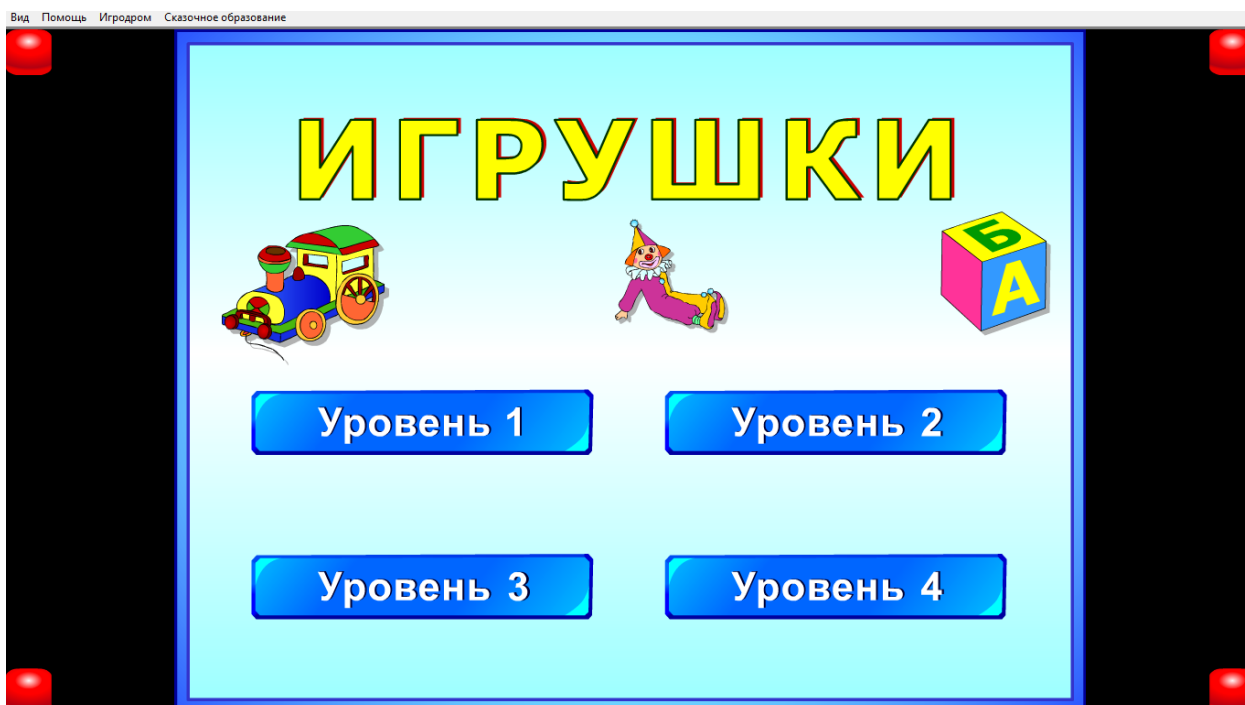 Вид Помощь Игродром Сказочное образование
ИГРУШКИ
Б
А
Уровень 1 Уровень 2
Уровень 3 Уровень 4